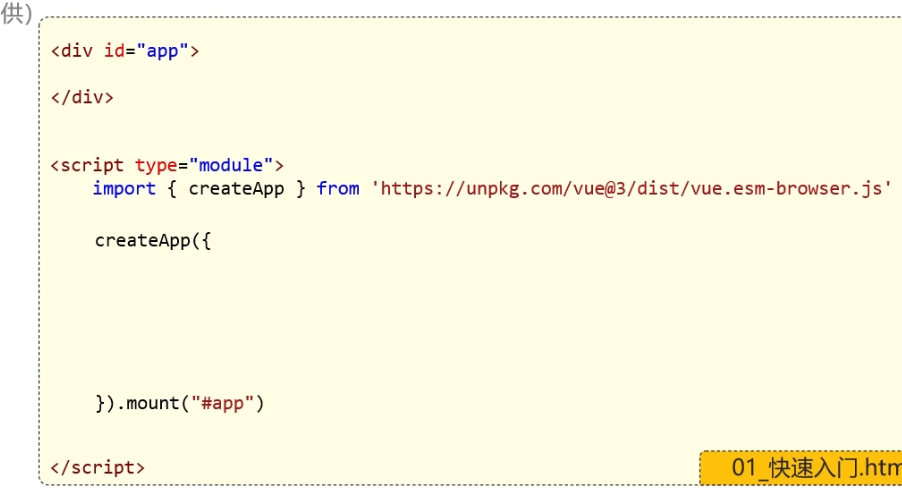 供)
<div id="app">
</div>
<script type="module">
import { createApp } from 'https://unpkg.com/vue@3/dist/vue.esm-browser.js'
createApp({
}).mount("#app")
</script>
01_快速入门.htm